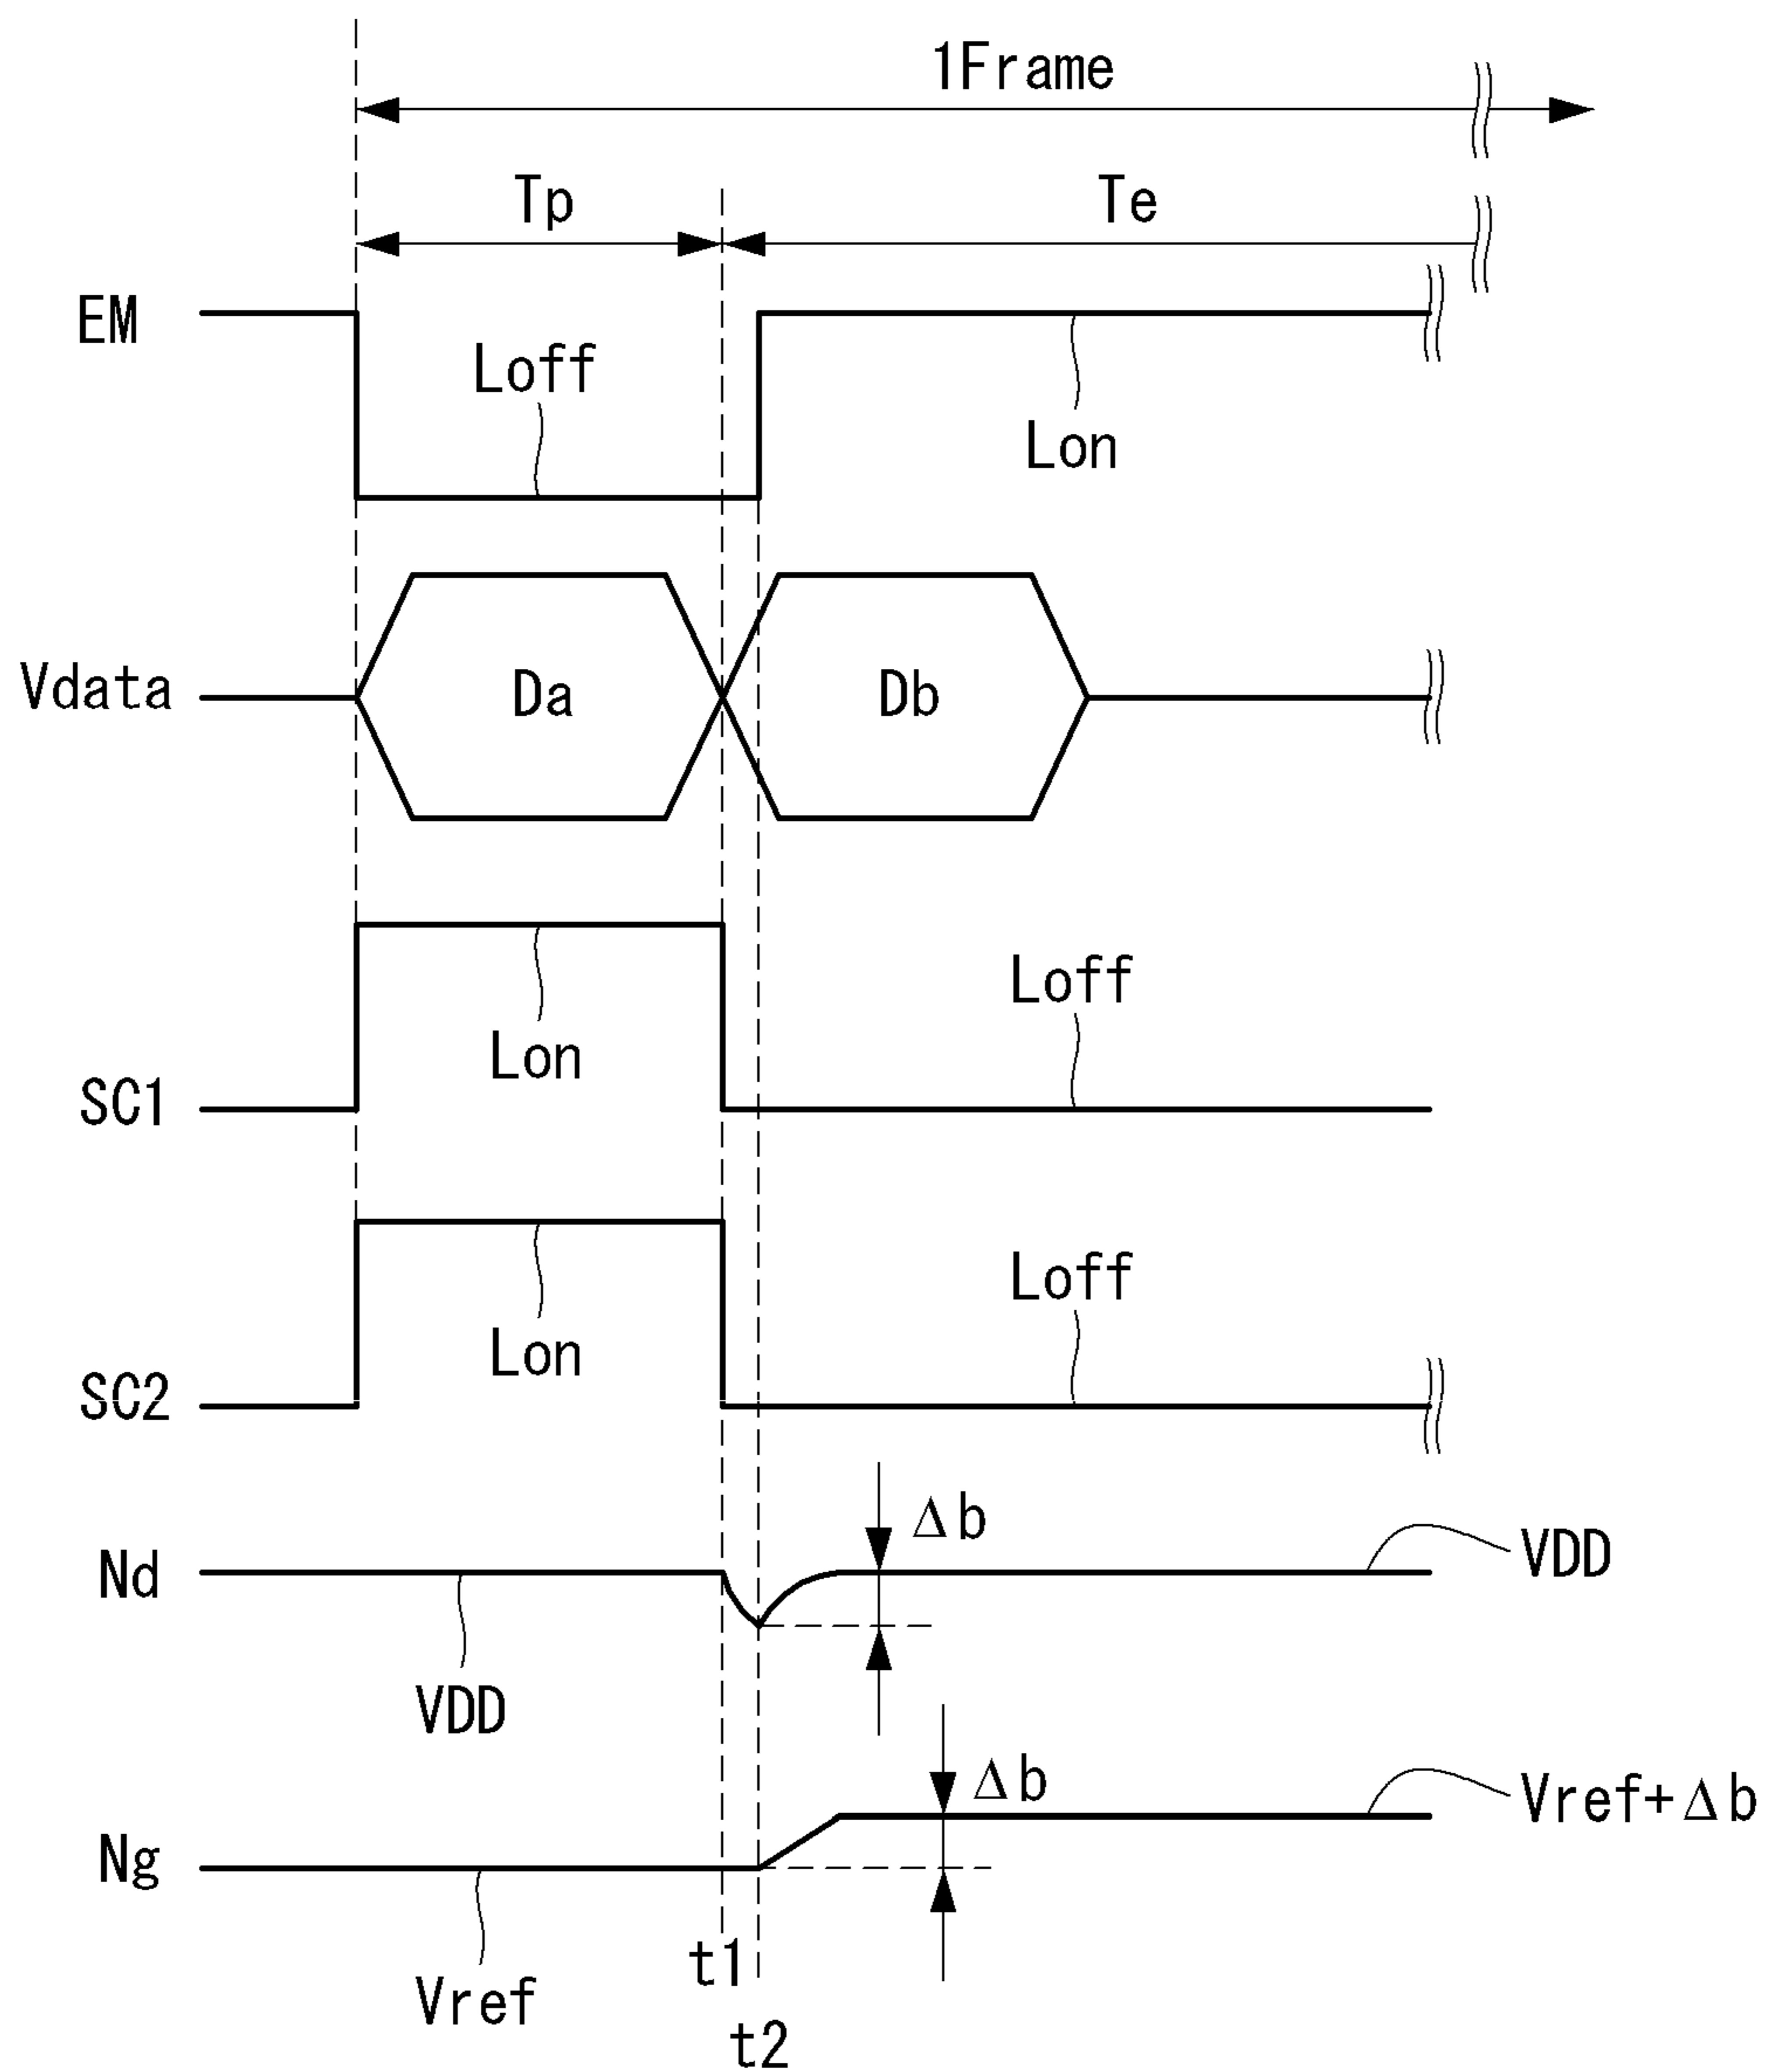 1Frame
Tp Te
EM
Loff
Lon
Vdata Da Db
Loff
Lon
SC1
Loff
Lon
SC2
Δb
Nd VDD
VDD
Δb
Vref+Δb
Ng
t1
Vref
t2